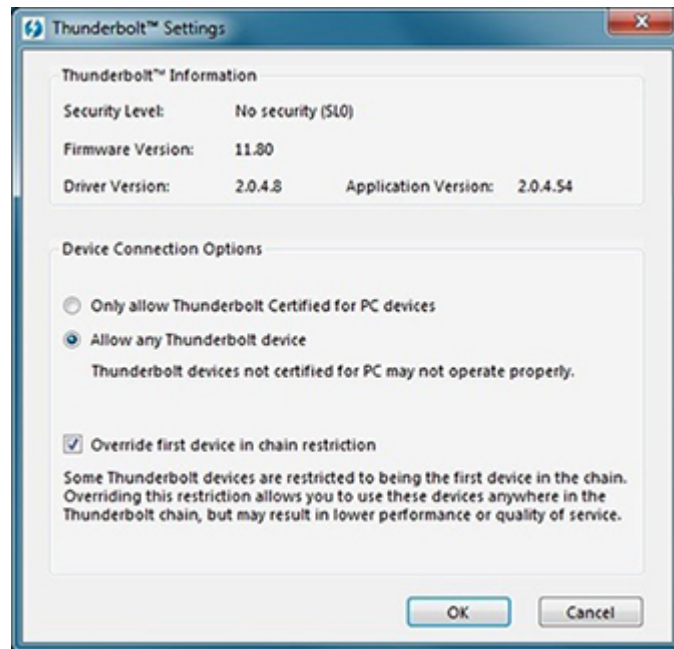 Thunderbolt™ Settings
Thunderbolt™ Information
Security Level: No security (SL0)
Firmware Version: 11.80
Driver Version: 2.0.4.8 Application Version: 2.0.4.54
Device Connection Options
Only allow Thunderbolt Certified for PC devices
Allow any Thunderbolt device
Thunderbolt devices not certified for PC may not operate properly.
Override first device in chain restriction
Some Thunderbolt devices are restricted to being the first device in the chain.
Overriding this restriction allows you to use these devices anywhere in the
Thunderbolt chain, but may result in lower performance or quality of service.
OK Cancel